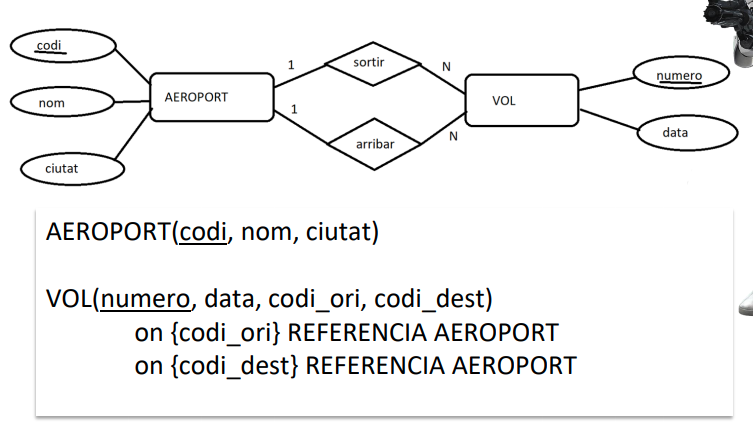 codi
nom
ciutat
AEROPORT
1
1
sortir
arribar
N
N
VOL
numero
data
AEROPORT(codi, nom, ciutat)
VOL(numero, data, codi_ori, codi_dest)
on {codi_ori} REFERENCIA AEROPORT
on {codi_dest} REFERENCIA AEROPORT